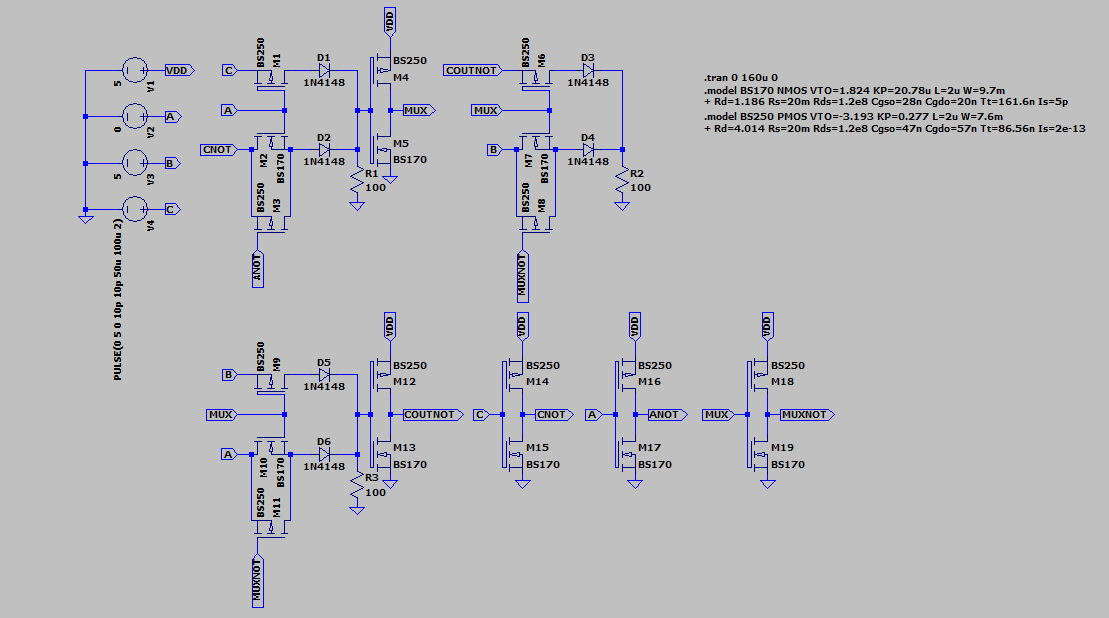 VDD
5
V1
A
0
V2
B
5
V3
C
V4
PULSE(0 5 0 10p 10p 50u 100u 2)
C
BS250
M1
D1
1N4148
A
CNOT
M2
BS170
D2
1N4148
BS250
M3
ANOT
R1
100
VDD
BS250
M4
MUX
M5
BS170
COUTNOT
BS250
M6
D3
1N4148
MUX
B
M7
BS170
D4
1N4148
BS250
M8
MUXNOT
R2
100
.tran 0 160u 0
.model BS170 NMOS VTO=1.824 KP=20.78u L=2u W=9.7m
+ Rd=1.186 Rs=20m Rds=1.2e8 Cgso=28n Cgdo=20n Tt=161.6n Is=5p
.model BS250 PMOS VTO=-3.193 KP=0.277 L=2u W=7.6m
+ Rd=4.014 Rs=20m Rds=1.2e8 Cgso=47n Cgdo=57n Tt=86.56n Is=2e-13
B
BS250
M9
D5
1N4148
MUX
A
M10
BS170
D6
1N4148
BS250
M11
MUXNOT
R3
100
VDD
BS250
M12
COUTNOT
M13
BS170
VDD
BS250
M14
C
CNOT
M15
BS170
VDD
BS250
M16
A
ANOT
M17
BS170
VDD
BS250
M18
MUX
MUXNOT
M19
BS170